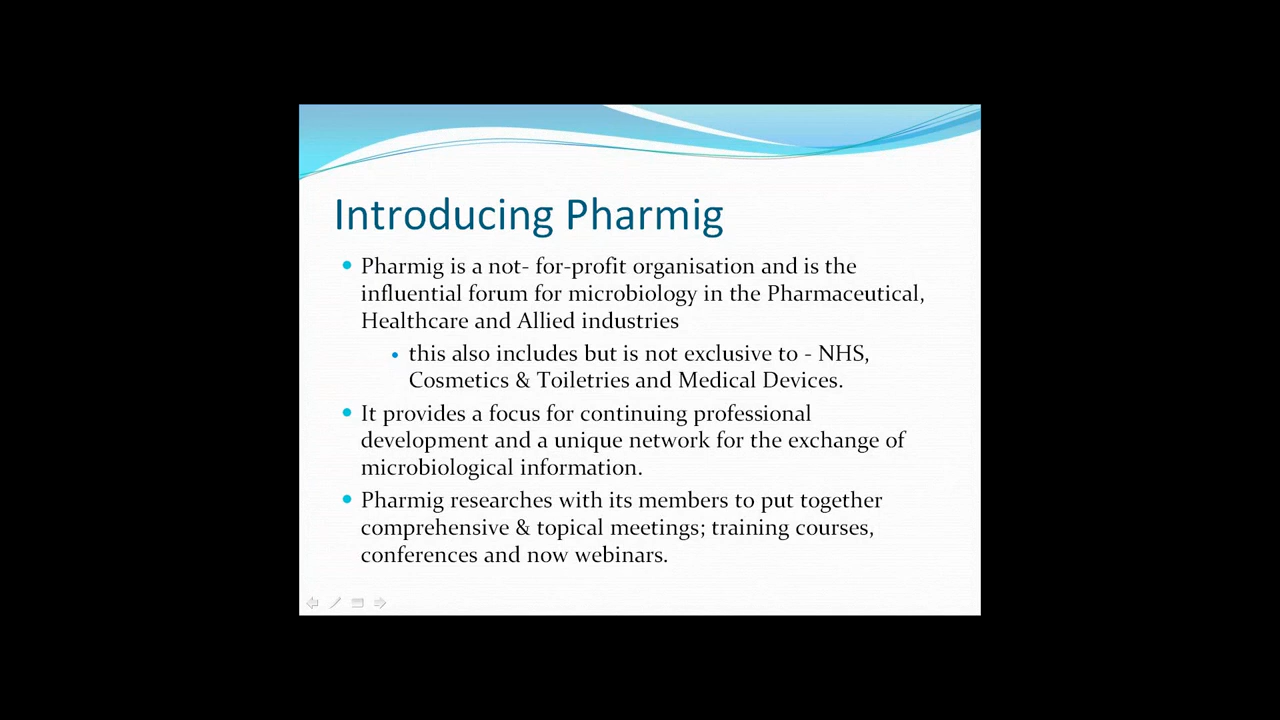 Introducing Pharmig
• Pharmig is a not- for-profit organisation and is the
influential forum for microbiology in the Pharmaceutical,
Healthcare and Allied industries
• this also includes but is not exclusive to - NHS,
Cosmetics & Toiletries and Medical Devices.
• It provides a focus for continuing professional
development and a unique network for the exchange of
microbiological information.
• Pharmig researches with its members to put together
comprehensive & topical meetings; training courses,
conferences and now webinars.